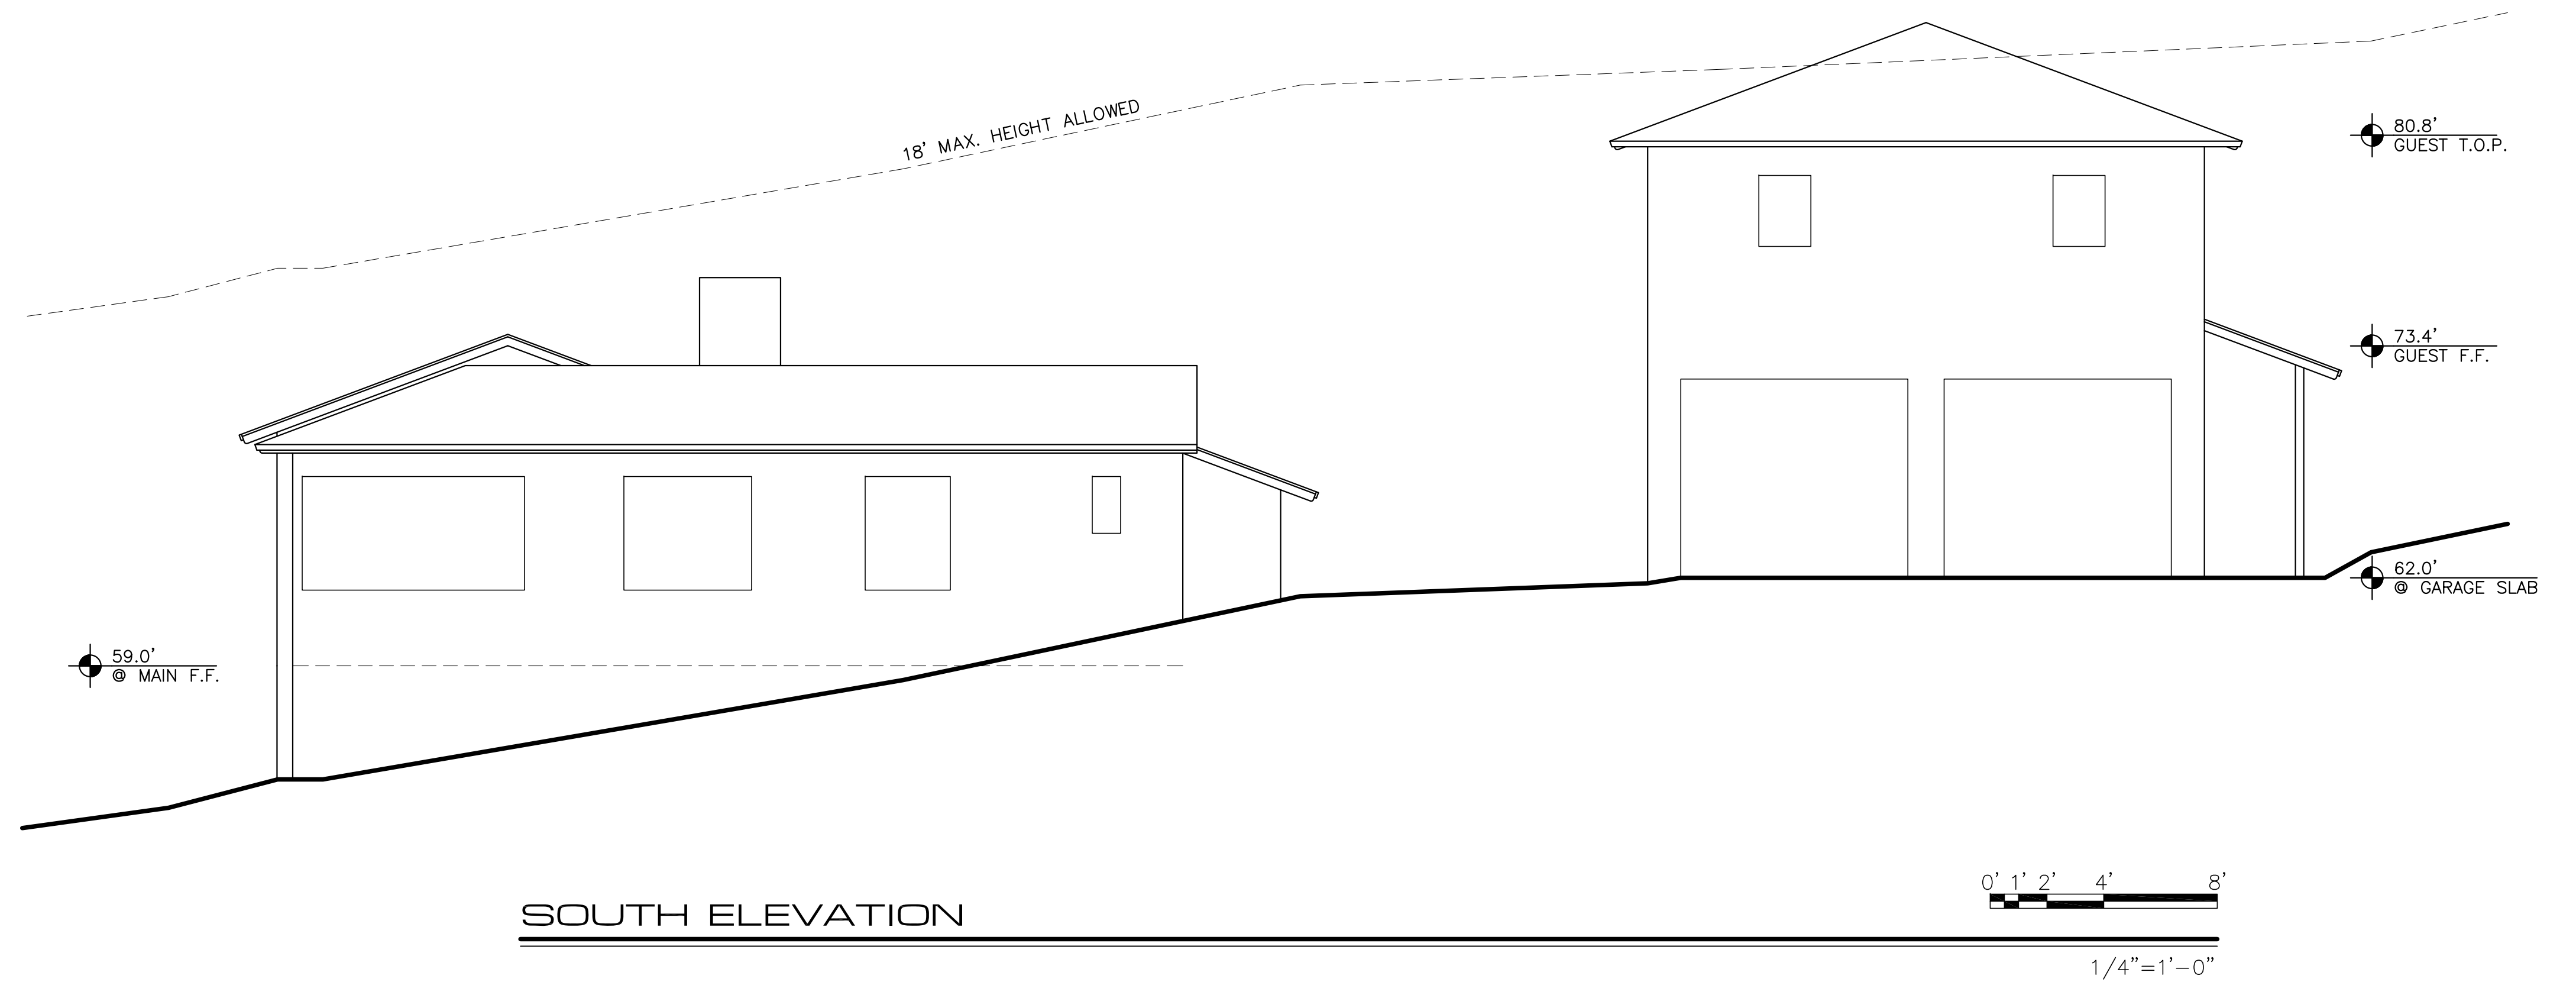 18' MAX. HEIGHT ALLOWED
80.8'
GUEST T.O.P.
73.4'
GUEST F.F.
62.0'
@ GARAGE SLAB
59.0'
@ MAIN F.F.
0' 1' 2' 4' 8'
SOUTH ELEVATION
1/4"=1'-0"